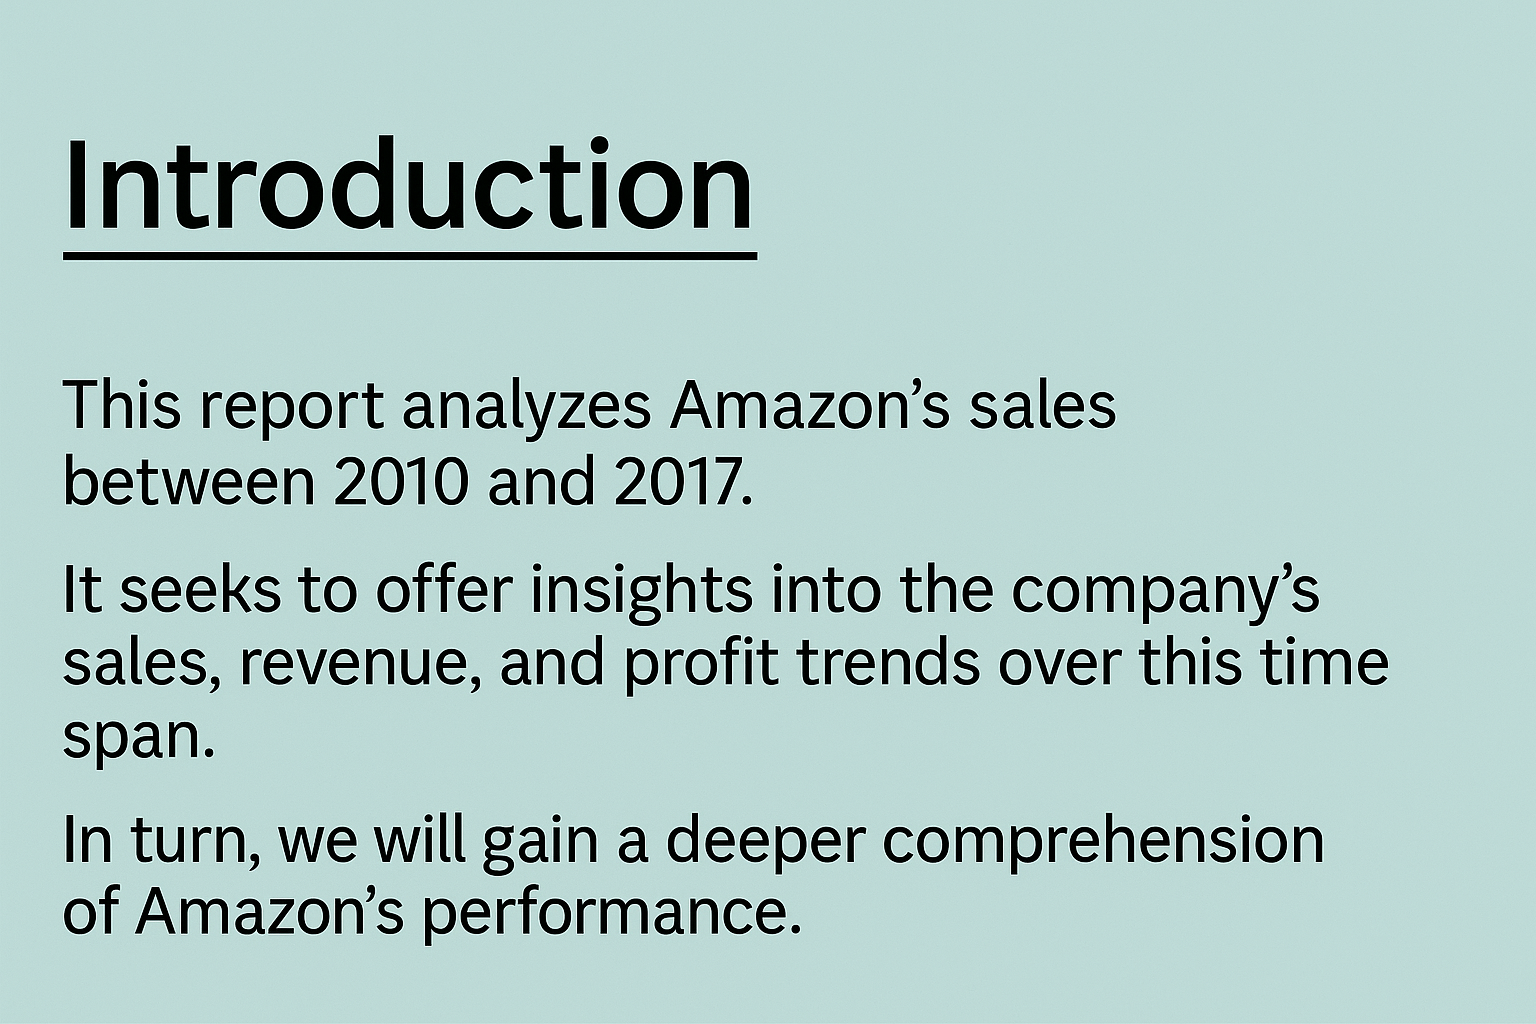 Introduction
This report analyzes Amazon’s sales
between 2010 and 2017.
It seeks to offer insights into the company’s
sales, revenue, and profit trends over this time
span.
In turn, we will gain a deeper comprehension
of Amazon’s performance.